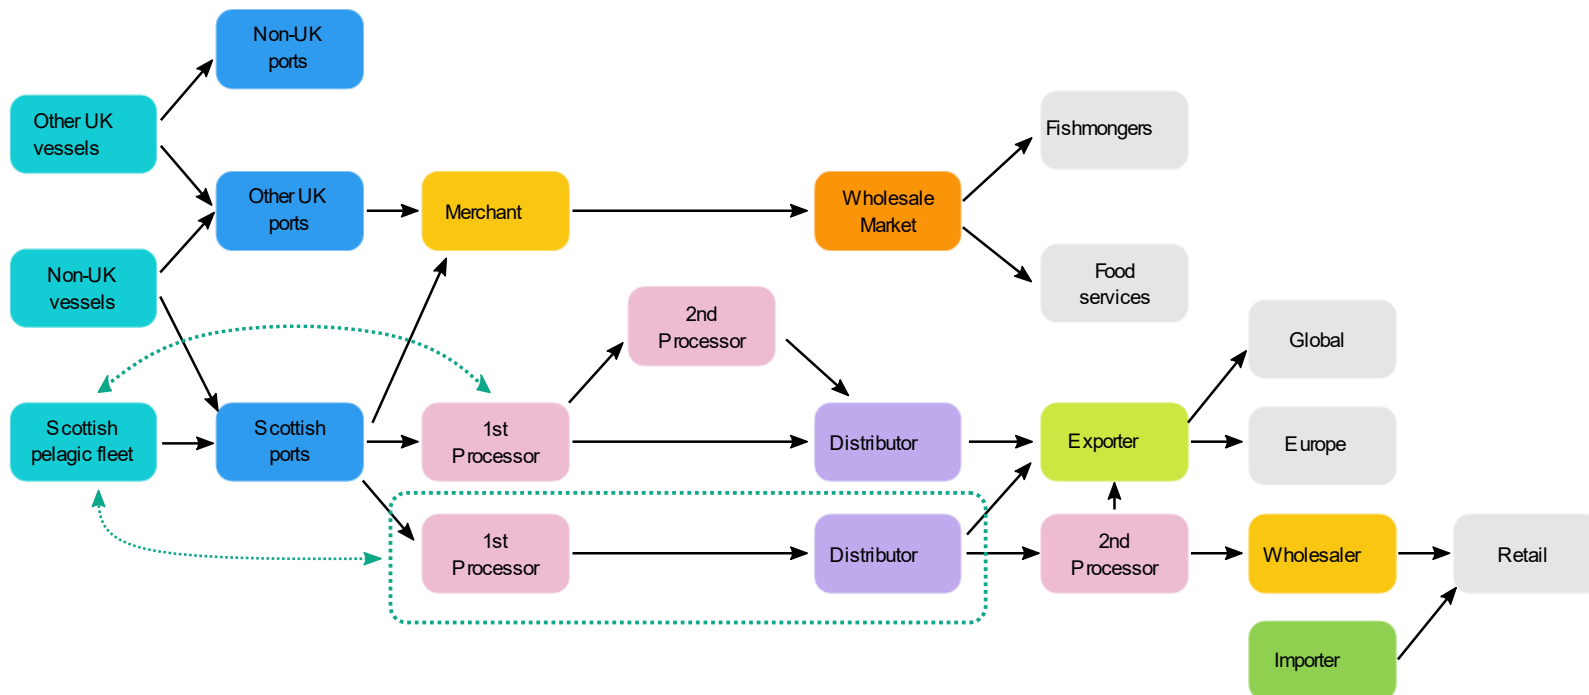 Non-UK
ports
Other UK
vessels
Fishmongers
Other UK
ports
Merchant
Wholesale
Market
Non-UK
vessels
Food
services
2nd
Processor
Global
Scottish
pelagic fleet
Scottish
ports
1st
Processor
Distributor
Exporter
Europe
1st
Processor
Distributor
2nd
Processor
Wholesaler
Retail
Importer